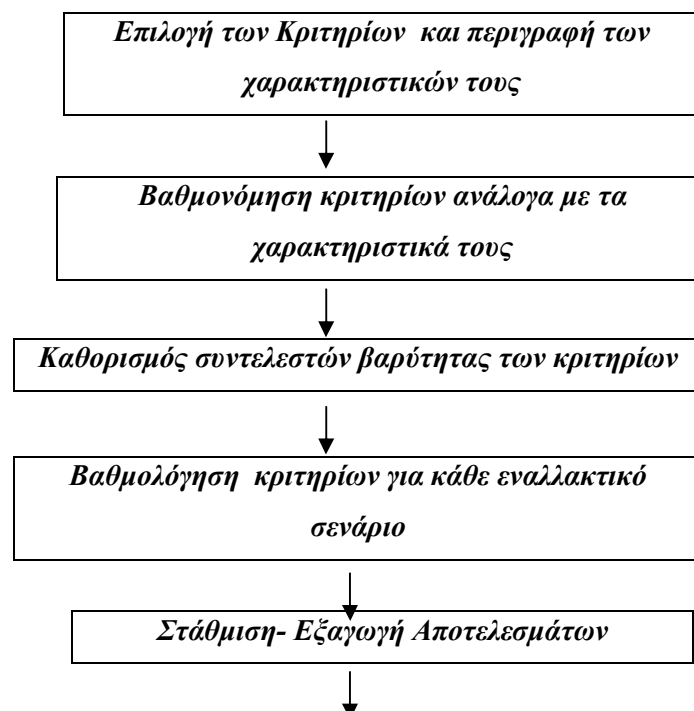 Επιλογή των Κριτηρίων και περιγραφή των
χαρακτηριστικών τους
Βαθμονόμηση κριτηρίων ανάλογα με τα
χαρακτηριστικά τους
Καθορισμός συντελεστών βαρύτητας των κριτηρίων
Βαθμολόγηση κριτηρίων για κάθε εναλλακτικό
σενάριο
Στάθμιση- Εξαγωγή Αποτελεσμάτων